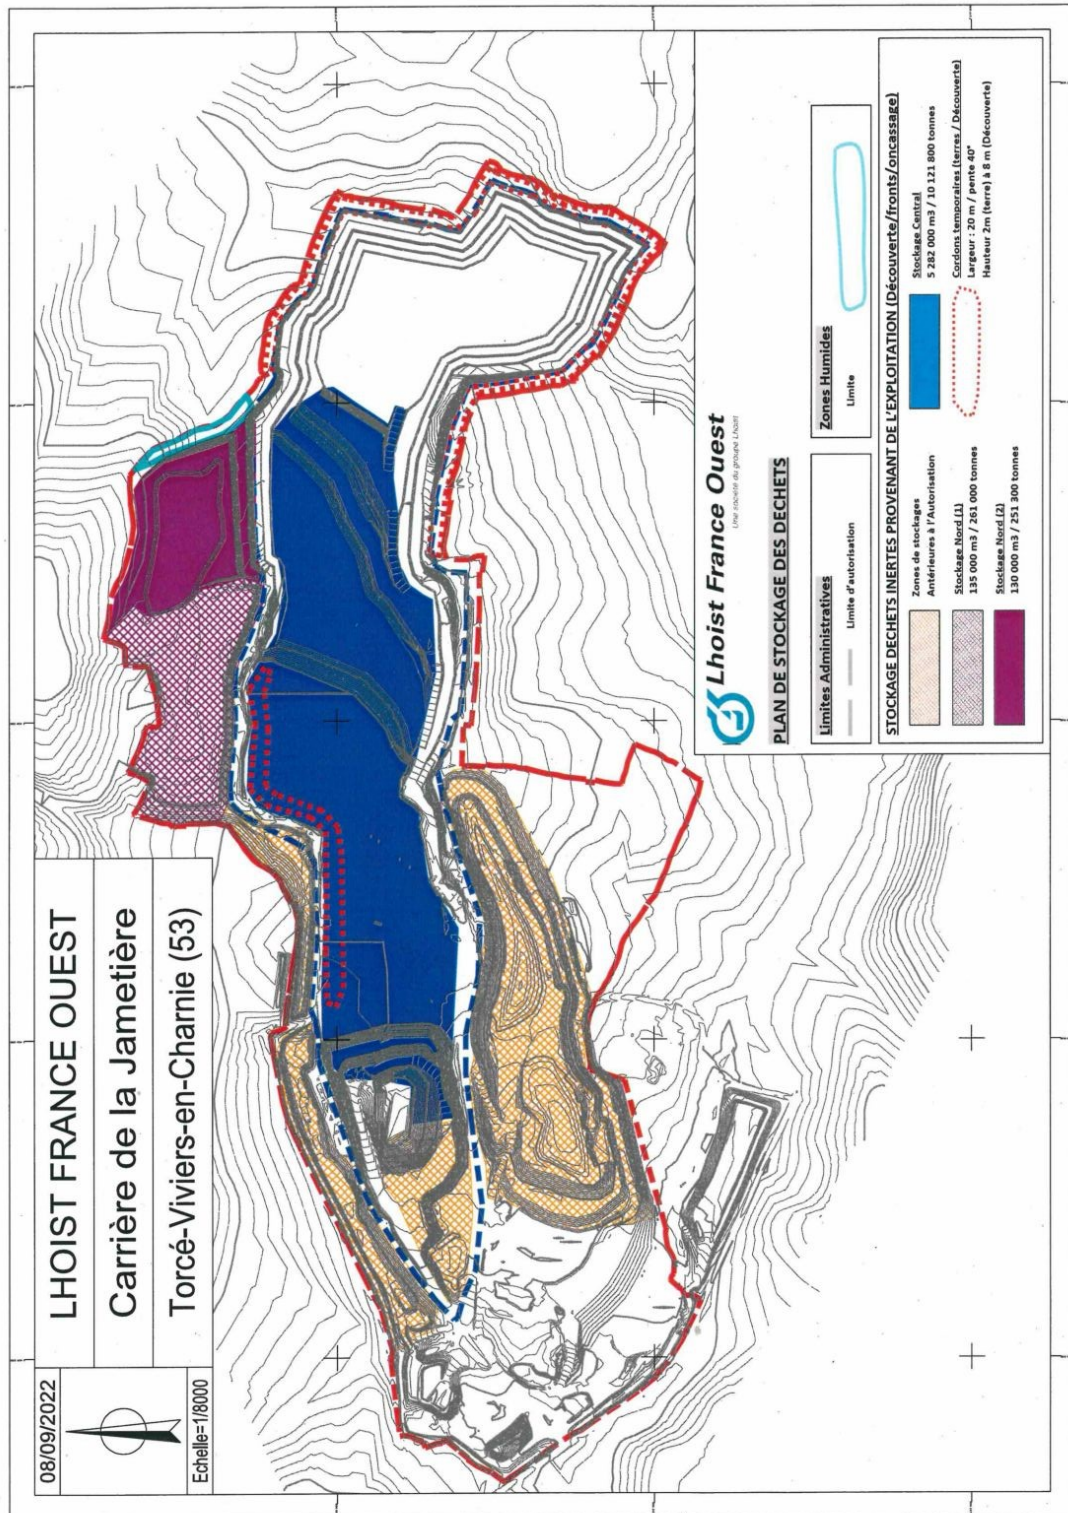 08/09/2022
Echelle=1/8000
LHOIST FRANCE OUEST
Carrière de la Jametière
Torcé-Viviers-en-Charnie (53)
Lhoist France Ouest
Une société du groupe Lhoist
PLAN DE STOCKAGE DES DECHETS
Limites Administratives
Limite d'autorisation
Zones Humides
Limite
STOCKAGE DECHETS INERTES PROVENANT DE L'EXPLOITATION (Découverte/fronts/oncassage)
Zones de stockages
Antérieures à l'Autorisation
Stockage Nord (1)
135 000 m3 / 261 000 tonnes
Stockage Nord (2)
130 000 m3 / 251 300 tonnes
Stockage Central
5 282 000 m3 / 10 121 800 tonnes
Cordons temporaires (terres / Découverte)
Largeur : 20 m / pente 40°
Hauteur 2m (terre) à 8 m (Découverte)